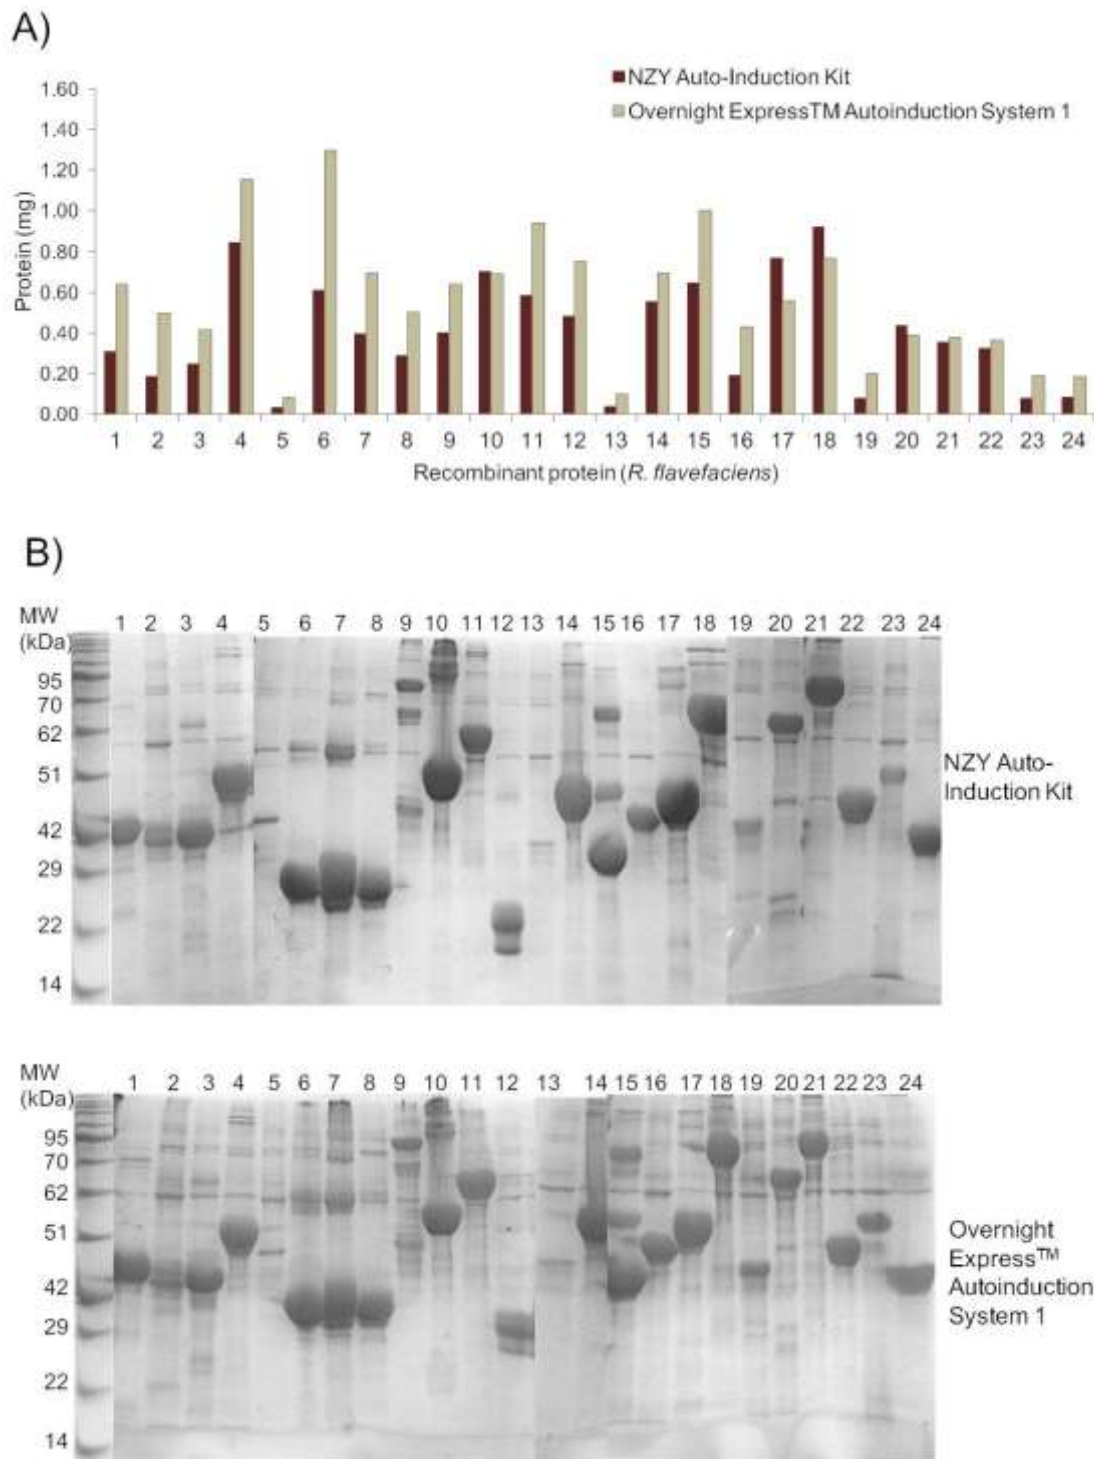 A)
NZY Auto-Induction Kit
Overnight ExpressTM Autoinduction System 1
Protein (mg)
1.60
1.40
1.20
1.00
0.80
0.60
0.40
0.20
0.00
1 2 3 4 5 6 7 8 9 10 11 12 13 14 15 16 17 18 19 20 21 22 23 24
Recombinant protein (R. flavefaciens)
B)
MW
(kDa)
1 2 3 4 5 6 7 8 9 10 11 12 13 14 15 16 17 18 19 20 21 22 23 24
95
70
62
51
42
29
22
14
NZY Auto-
Induction Kit
MW
(kDa)
1 2 3 4 5 6 7 8 9 10 11 12 13 14 15 16 17 18 19 20 21 22 23 24
95
70
62
51
42
29
22
14
Overnight
Express™
Autoinduction
System 1